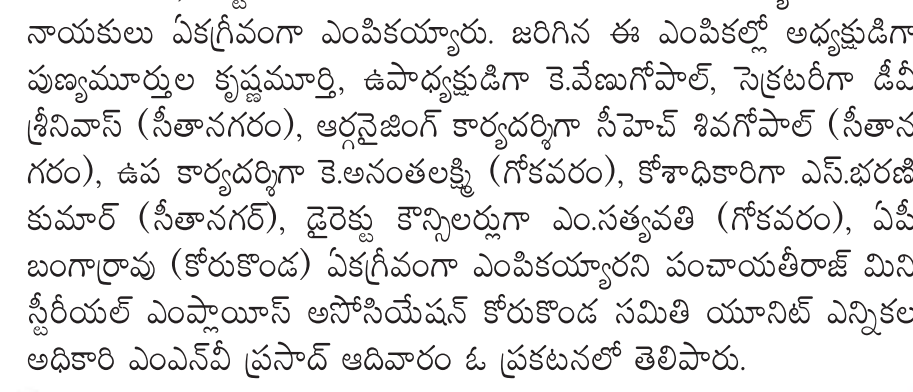 నాయకులు ఏకగ్రీవంగా ఎంపికయ్యారు. జరిగిన ఈ ఎంపికల్లో అధ్యక్షుడిగా
పుణ్యమూర్తుల కృష్ణమూర్తి, ఉపాధ్యక్షుడిగా కె.వేణుగోపాల్, సెక్రటరీగా డీవీ
శ్రీనివాస్ (సీతానగరం), ఆర్గనైజింగ్ కార్యదర్శిగా సీహెచ్ శివగోపాల్ (సీతాన
గరం), ఉప కార్యదర్శిగా కె.అనంతలక్ష్మి (గోకవరం), కోశాధికారిగా ఎస్.భరణి
కుమార్ (సీతానగర్), డైరెక్టు కౌన్సిలర్లుగా ఎం.సత్యవతి (గోకవరం), ఏపీ
బంగార్రావు (కోరుకొండ) ఏకగ్రీవంగా ఎంపికయ్యారని పంచాయతీరాజ్ మిని
స్టీరీయల్ ఎంప్లాయీస్ అసోసియేషన్ కోరుకొండ సమితి యూనిట్ ఎన్నికల
అధికారి ఎంఎన్‌వీ ప్రసాద్ ఆదివారం ఓ ప్రకటనలో తెలిపారు.